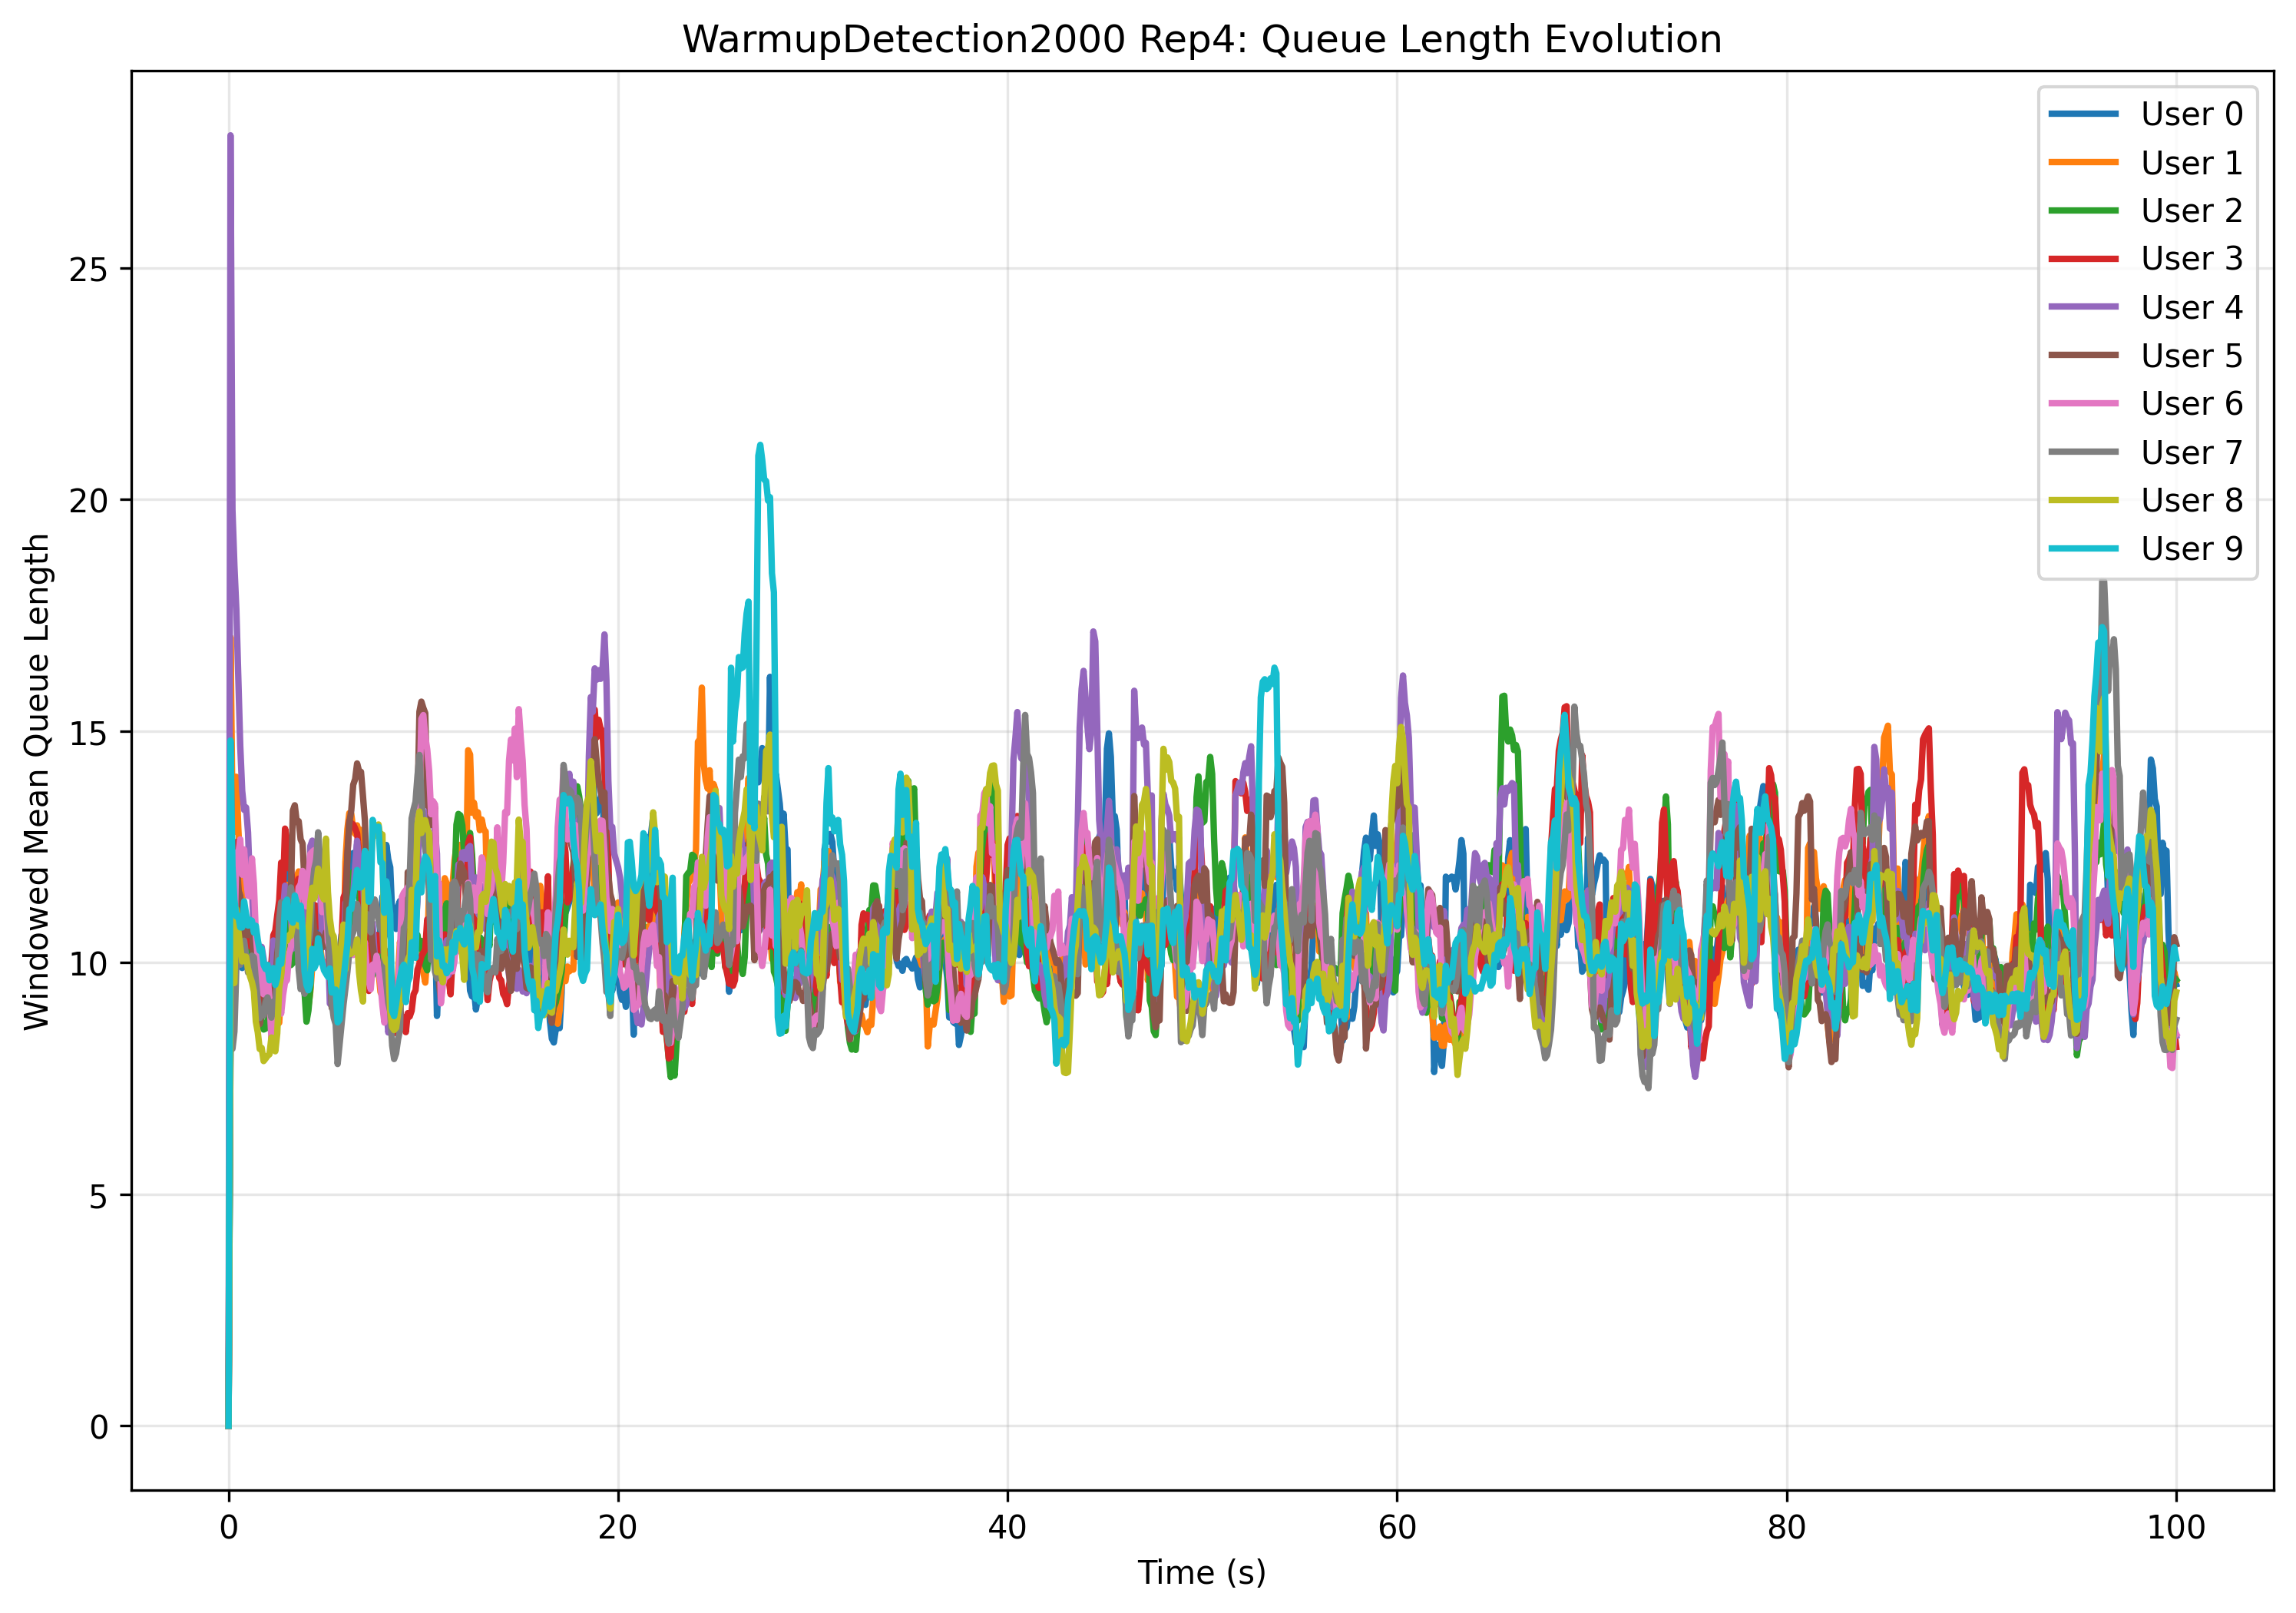 WarmupDetection2000 Rep4: Queue Length Evolution
Windowed Mean Queue Length
25
20
15
10
5
0
0 20 40 60 80 100
Time (s)
User 0
User 1
User 2
User 3
User 4
User 5
User 6
User 7
User 8
User 9